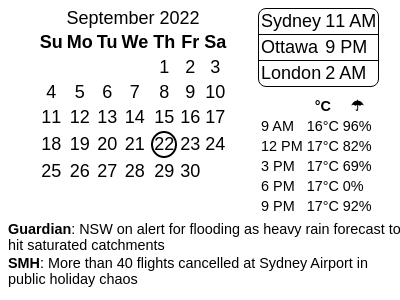 September 2022
Su Mo Tu We Th Fr Sa
1 2 3
4 5 6 7 8 9 10
11 12 13 14 15 16 17
18 19 20 21 22 23 24
25 26 27 28 29 30
Sydney 11 AM
Ottawa 9 PM
London 2 AM
°C ☂
9 AM 16°C 96%
12 PM 17°C 82%
3 PM 17°C 69%
6 PM 17°C 0%
9 PM 17°C 92%
Guardian: NSW on alert for flooding as heavy rain forecast to
hit saturated catchments
SMH: More than 40 flights cancelled at Sydney Airport in
public holiday chaos